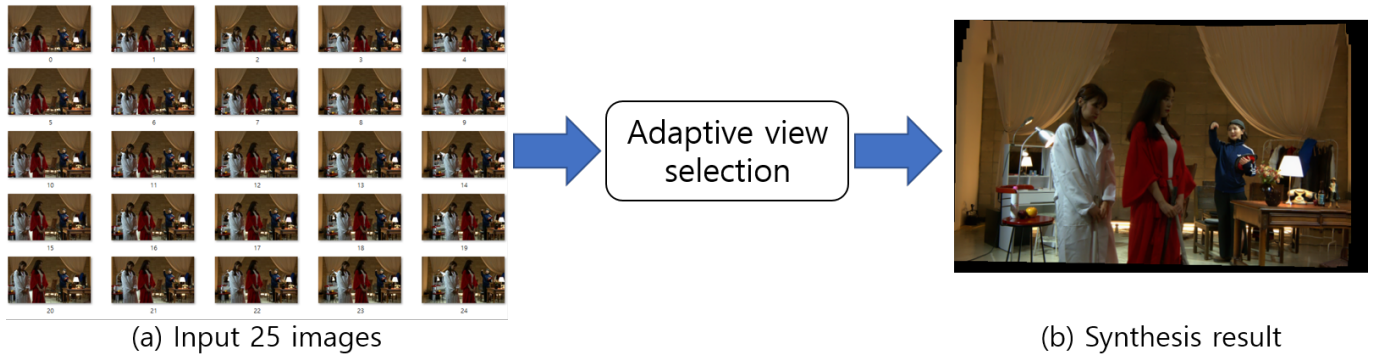 0 1 2 3 4
5 6 7 8 9
10 11 12 13 14
15 16 17 18 19
20 21 22 23 24
(a) Input 25 images
Adaptive view
selection
(b) Synthesis result